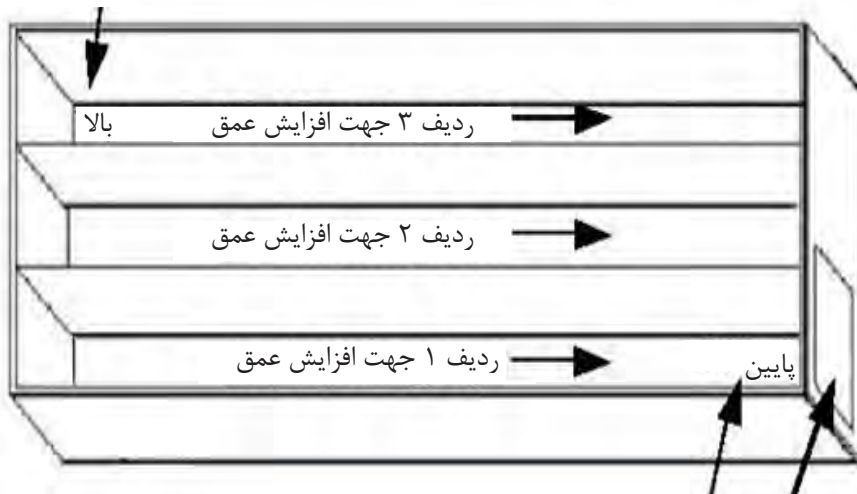 بالا
ردیف ۳ جهت افزایش عمق
ردیف ۲ جهت افزایش عمق
ردیف ۱ جهت افزایش عمق
پایین